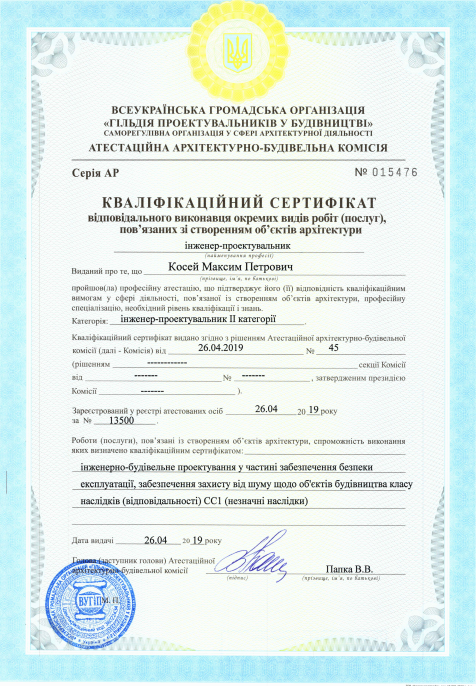 ВСЕУКРАЇНСЬКА ГРОМАДСЬКА ОРГАНІЗАЦІЯ
«ГІЛЬДІЯ ПРОЕКТУВАЛЬНИКІВ У БУДІВНИЦТВІ»
САМОРЕГУЛІВНА ОРГАНІЗАЦІЯ У СФЕРІ АРХІТЕКТУРНОЇ ДІЯЛЬНОСТІ
АТЕСТАЦІЙНА АРХІТЕКТУРНО-БУДІВЕЛЬНА КОМІСІЯ
Серія АР № 015476
КВАЛІФІКАЦІЙНИЙ СЕРТИФІКАТ
відповідального виконавця окремих видів робіт (послуг),
пов'язаних зі створенням об'єктів архітектури
інженер-проектувальник
(найменування професії)
Виданий про те, що Косей Максим Петрович
(прізвище, ім'я, по батькові)
пройшов(ла) професійну атестацію, що підтверджує його (її) відповідність кваліфікаційним
вимогам у сфері діяльності, пов'язаної із створенням об'єктів архітектури, професійну
спеціалізацію, необхідний рівень кваліфікації і знань.
Категорія: інженер-проектувальник ІІ категорії
Кваліфікаційний сертифікат видано згідно з рішенням Атестаційної архітектурно-будівельної
комісії (далі - Комісія) від 26.04.2019 № 45
(рішенням ------------ секції Комісії
від ------- № -------, затвердженим президією
Комісії ------- ).
Зареєстрований у реєстрі атестованих осіб 26.04 2019 року
за № 13500.
Роботи (послуги), пов'язані із створенням об'єктів архітектури, спроможність виконання
яких визначено кваліфікаційним сертифікатом:
інженерно-будівельне проектування у частині забезпечення безпеки
експлуатації, забезпечення захисту від шуму щодо об'єктів будівництва класу
наслідків (відповідальності) СС1 (незначні наслідки)
Дата видачі 26.04 2019 року
Голова (заступник голови) Атестаційної
архітектурно-будівельної комісії Папка В.В.
(підпис) (прізвище, ім'я, по батькові)
ВУГІП
М. П.